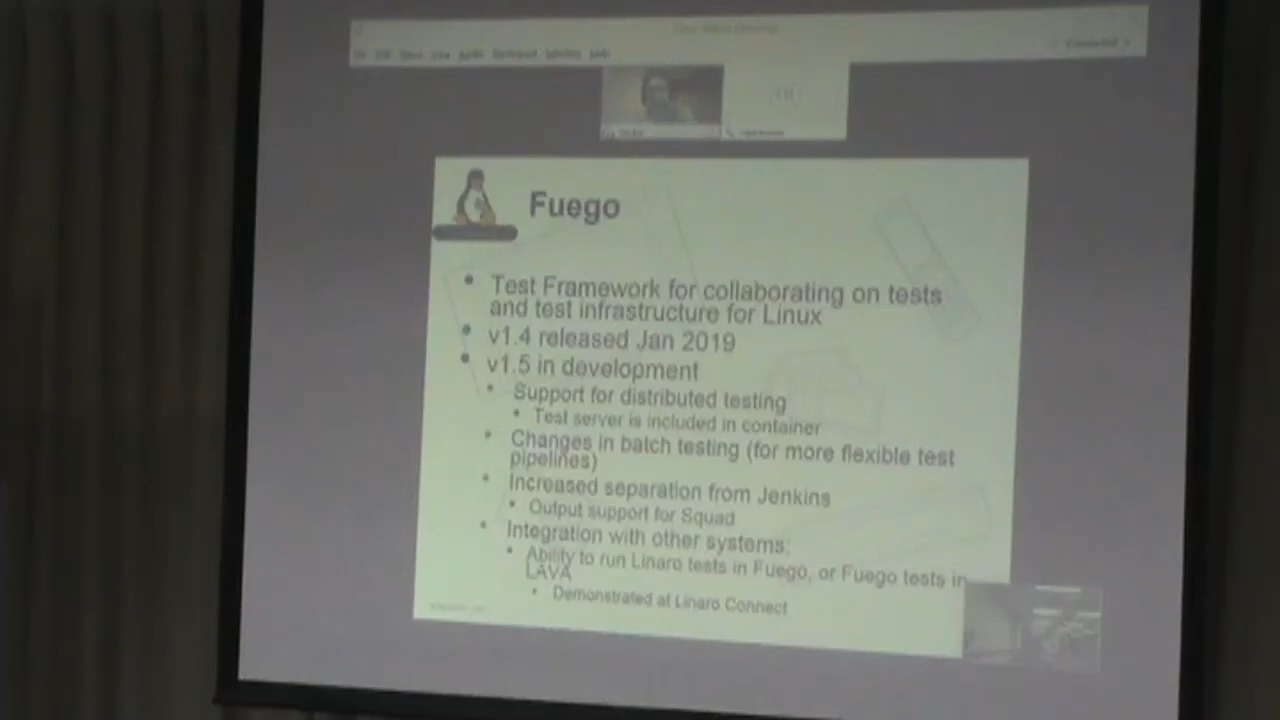 Fuego
Test Framework for collaborating on tests
and test infrastructure for Linux
v1.4 released Jan 2019
v1.5 in development
Support for distributed testing
Test server is included in container
Changes in batch testing (for more flexible test
pipelines)
Increased separation from Jenkins
Output support for Squad
Integration with other systems:
Ability to run Linaro tests in Fuego, or Fuego tests in
LAVA
Demonstrated at Linaro Connect